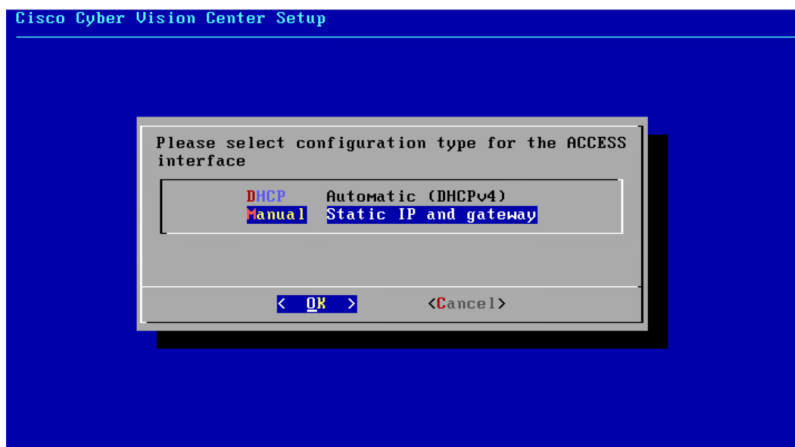 Cisco Cyber Vision Center Setup
Please select configuration type for the ACCESS
interface
DHCP Automatic (DHCPv4)
Manual Static IP and gateway
< OK > <Cancel>